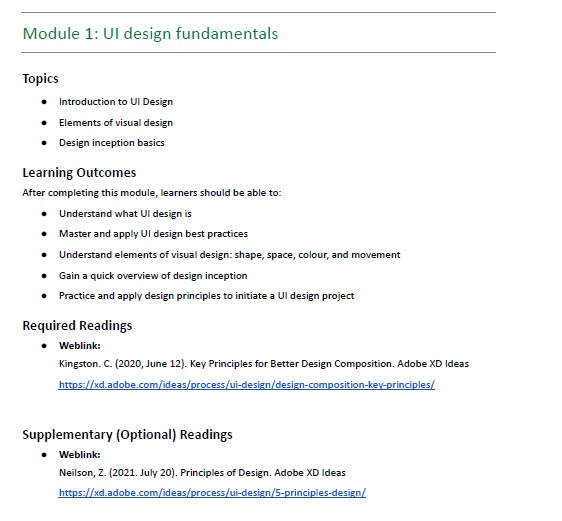 Module 1: UI design fundamentals
Topics
• Introduction to UI Design
• Elements of visual design
• Design inception basics
Learning Outcomes
After completing this module, learners should be able to:
• Understand what UI design is
• Master and apply UI design best practices
• Understand elements of visual design: shape, space, colour, and movement
• Gain a quick overview of design inception
• Practice and apply design principles to initiate a UI design project
Required Readings
• Weblink:
Kingston. C. (2020, June 12). Key Principles for Better Design Composition. Adobe XD Ideas
https://xd.adobe.com/ideas/process/ui-design/design-composition-key-principles/
Supplementary (Optional) Readings
• Weblink:
Neilson, Z. (2021. July 20). Principles of Design. Adobe XD Ideas
https://xd.adobe.com/ideas/process/ui-design/5-principles-design/